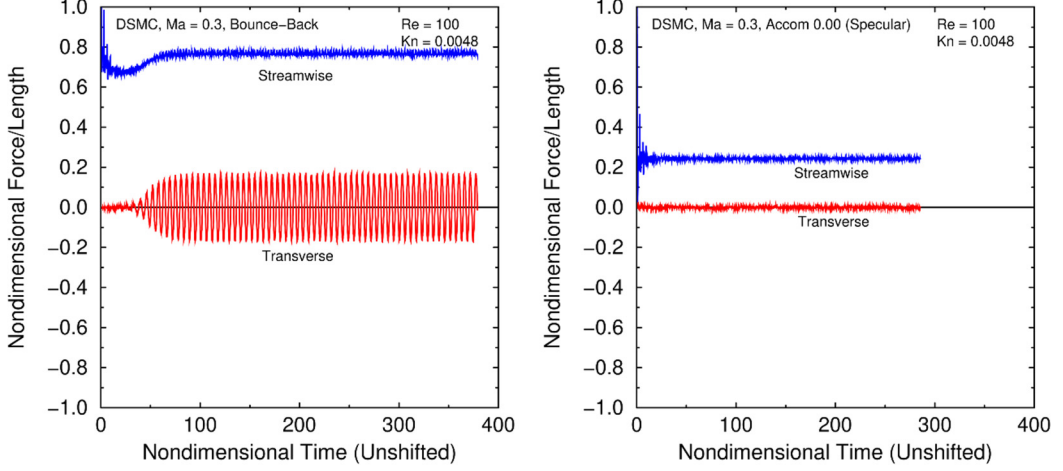 DSMC, Ma = 0.3, Bounce−Back
Re = 100
Kn = 0.0048
Streamwise
Transverse
1.0
0.8
0.6
0.4
0.2
0.0
−0.2
−0.4
−0.6
−0.8
−1.0
0
100
200
300
400
Nondimensional Force/Length
Nondimensional Time (Unshifted)
DSMC, Ma = 0.3, Accom 0.00 (Specular)
Re = 100
Kn = 0.0048
Streamwise
Transverse
1.0
0.8
0.6
0.4
0.2
0.0
−0.2
−0.4
−0.6
−0.8
−1.0
0
100
200
300
400
Nondimensional Force/Length
Nondimensional Time (Unshifted)